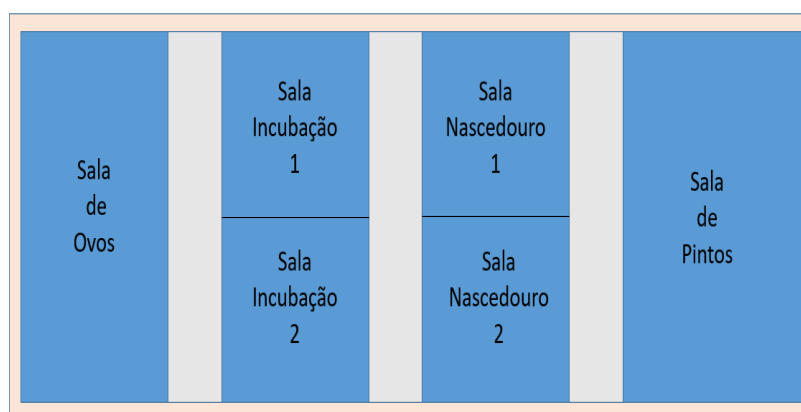 Sala
de
Ovos
Sala
Incubação
1
Sala
Incubação
2
Sala
Nascedouro
1
Sala
Nascedouro
2
Sala
de
Pintos